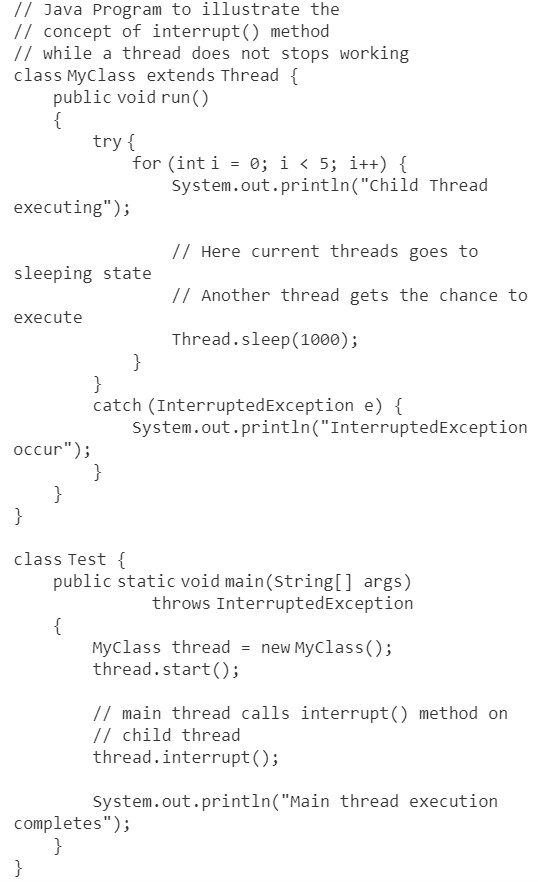 // Java Program to illustrate the
// concept of interrupt() method
// while a thread does not stops working
class MyClass extends Thread {
    public void run()
    {
        try {
            for (int i = 0; i < 5; i++) {
                System.out.println("Child Thread
executing");

                // Here current threads goes to
sleeping state
                // Another thread gets the chance to
execute
                Thread.sleep(1000);
            }
        }
        catch (InterruptedException e) {
            System.out.println("InterruptedException
occur");
        }
    }
}

class Test {
    public static void main(String[] args)
              throws InterruptedException
    {
        MyClass thread = new MyClass();
        thread.start();

        // main thread calls interrupt() method on
        // child thread
        thread.interrupt();

        System.out.println("Main thread execution
completes");
    }
}